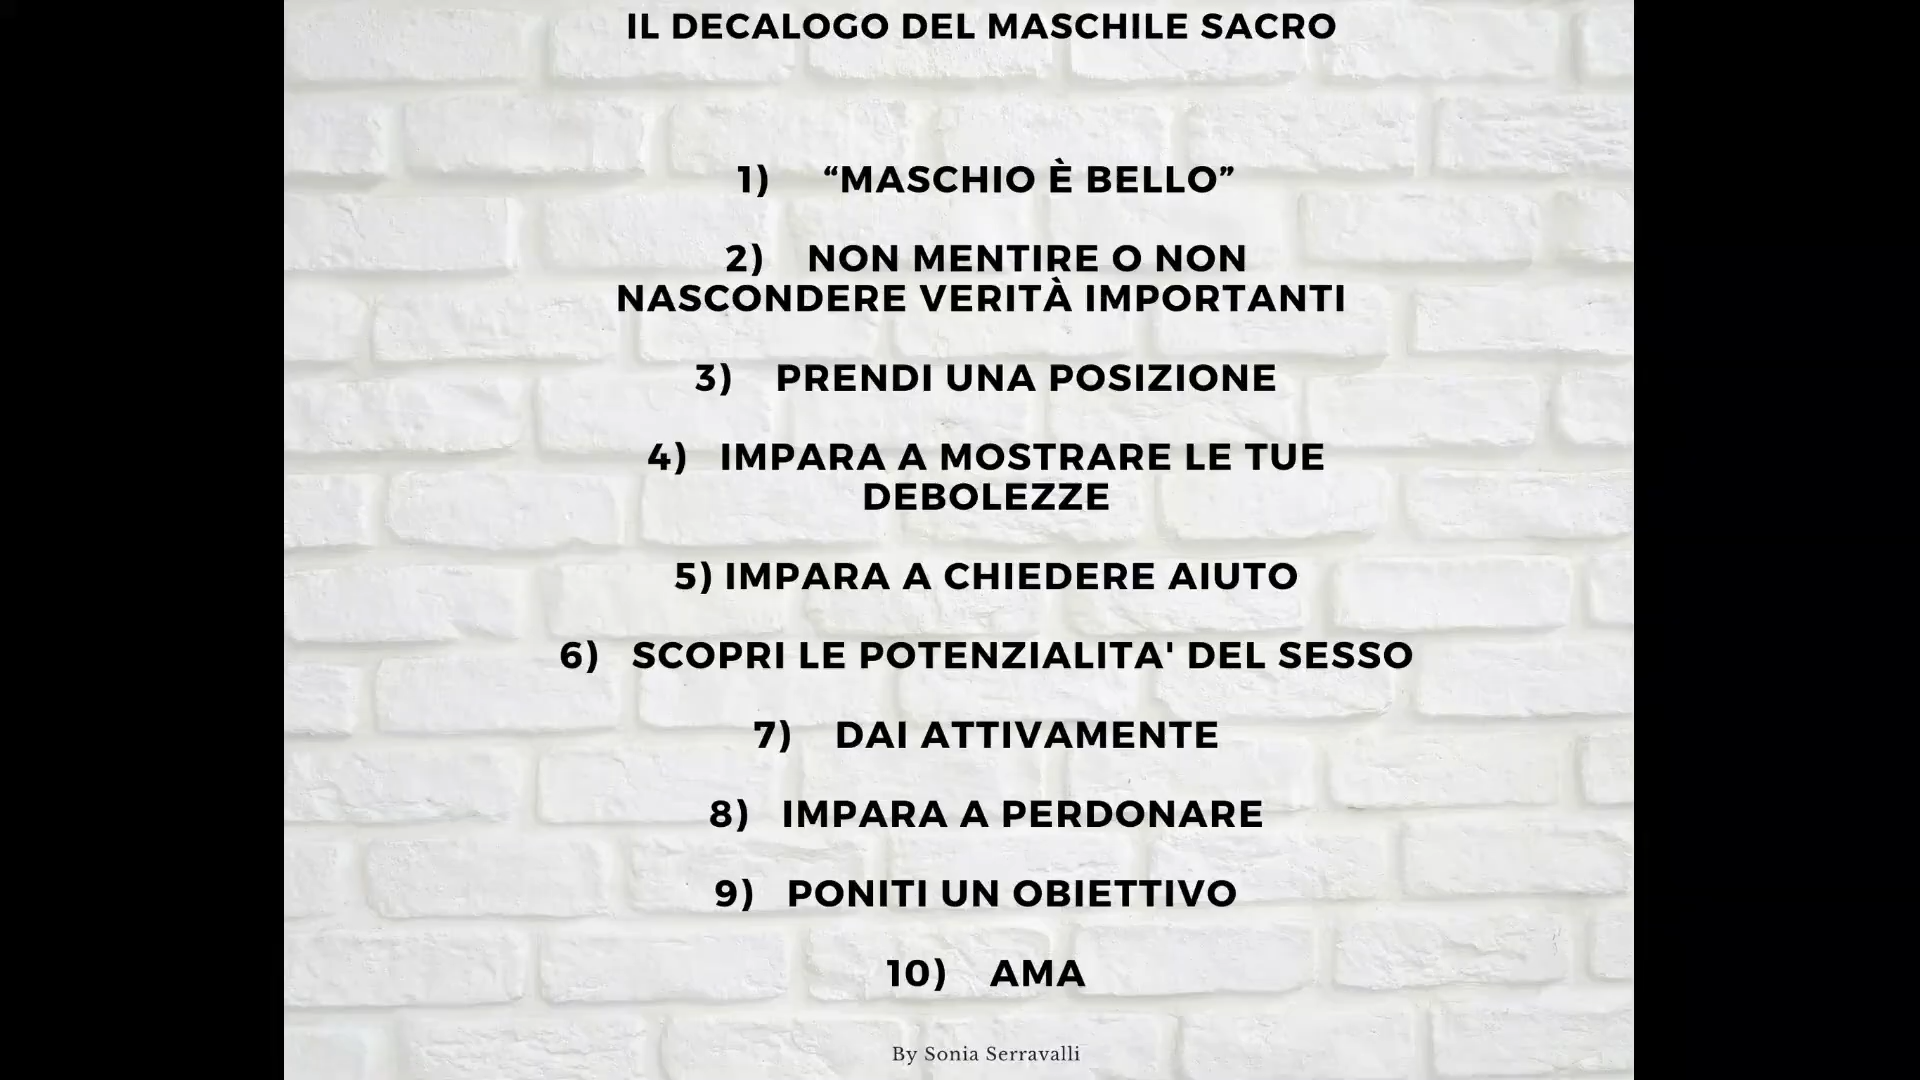 IL DECALOGO DEL MASCHILE SACRO
1) “MASCHIO È BELLO”
2) NON MENTIRE O NON
NASCONDERE VERITÀ IMPORTANTI
3) PRENDI UNA POSIZIONE
4) IMPARA A MOSTRARE LE TUE
DEBOLEZZE
5) IMPARA A CHIEDERE AIUTO
6) SCOPRI LE POTENZIALITA' DEL SESSO
7) DAI ATTIVAMENTE
8) IMPARA A PERDONARE
9) PONITI UN OBIETTIVO
10) AMA
By Sonia Serravalli